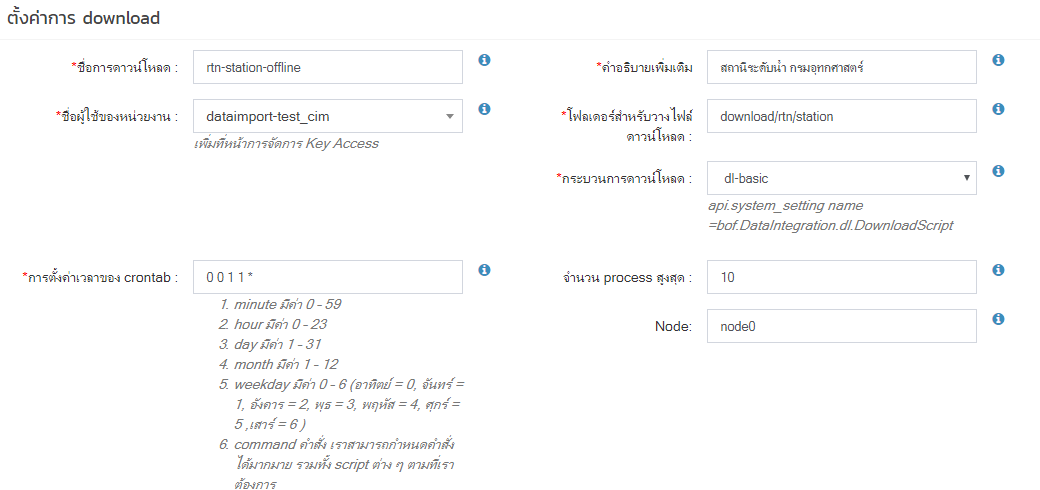 ตั้งค่าการ download
*ชื่อการดาวน์โหลด :
rtn-station-offline
*คำอธิบายเพิ่มเติม
สถานีระดับน้ำ กรมอุทกศาสตร์
*ชื่อผู้ใช้ของหน่วยงาน :
dataimport-test_cim
เพิ่มที่หน้าการจัดการ Key Access
*โฟลเดอร์สำหรับวางไฟล์
ดาวน์โหลด :
download/rtn/station
*กระบวนการดาวน์โหลด :
dl-basic
api.system_setting name
=bof.DataIntegration.dl.DownloadScript
*การตั้งค่าเวลาของ crontab :
0 0 1 1 *
1. minute มีค่า 0 - 59
2. hour มีค่า 0 - 23
3. day มีค่า 1 - 31
4. month มีค่า 1 - 12
5. weekday มีค่า 0 - 6 (อาทิตย์ = 0, จันทร์ =
1, อังคาร = 2, พุธ = 3, พฤหัส = 4, ศุกร์ =
5 ,เสาร์ = 6 )
6. command คำสั่ง เราสามารถกำหนดคำสั่ง
ได้มากมาย รวมทั้ง script ต่าง ๆ ตามที่เรา
ต้องการ
จำนวน process สูงสุด :
10
Node:
node0